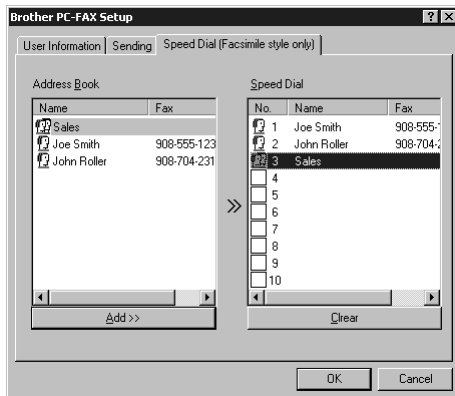 Brother PC-FAX Setup
User Information Sending Speed Dial (Facsimile style only)
Address Book
Name Fax
Sales
Joe Smith 908-555-123
John Roller 908-704-231
Add >>
Speed Dial
No. Name Fax
1 Joe Smith 908-555-
2 John Roller 908-704-
3 Sales
4
5
6
7
8
9
10
Clrear
OK Cancel